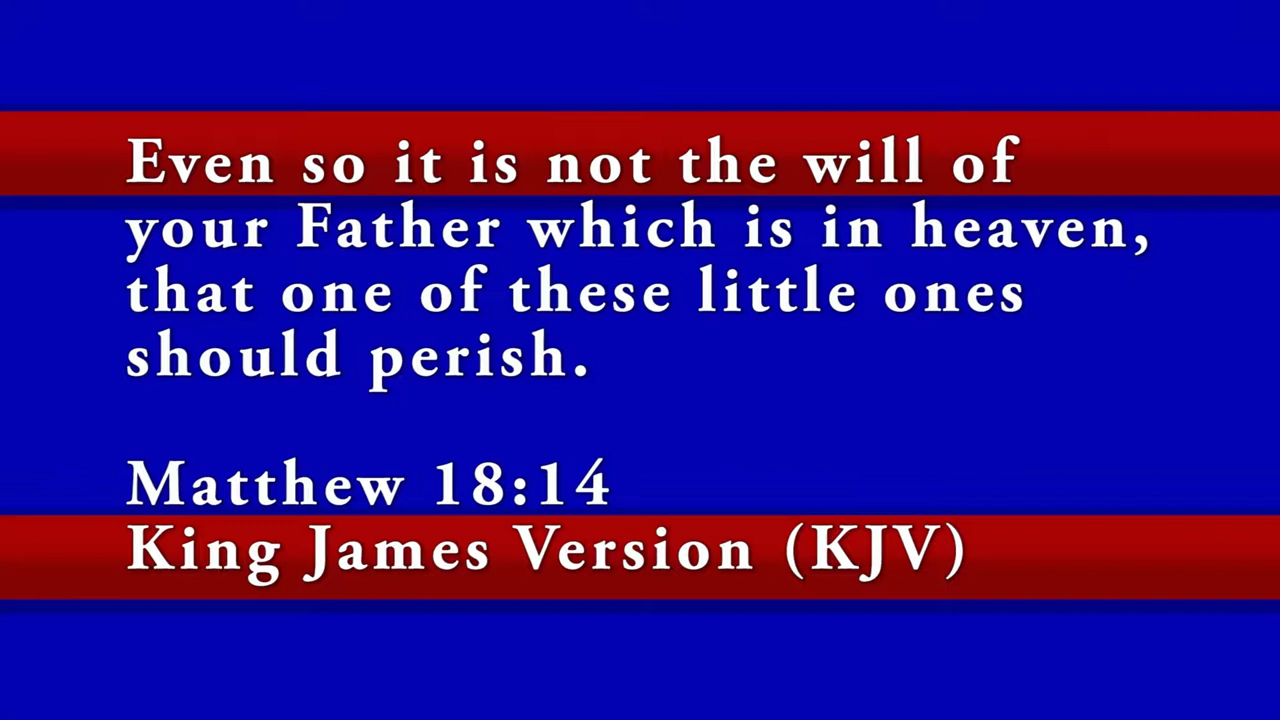 Even so it is not the will of
your Father which is in heaven,
that one of these little ones
should perish.
Matthew 18:14
King James Version (KJV)